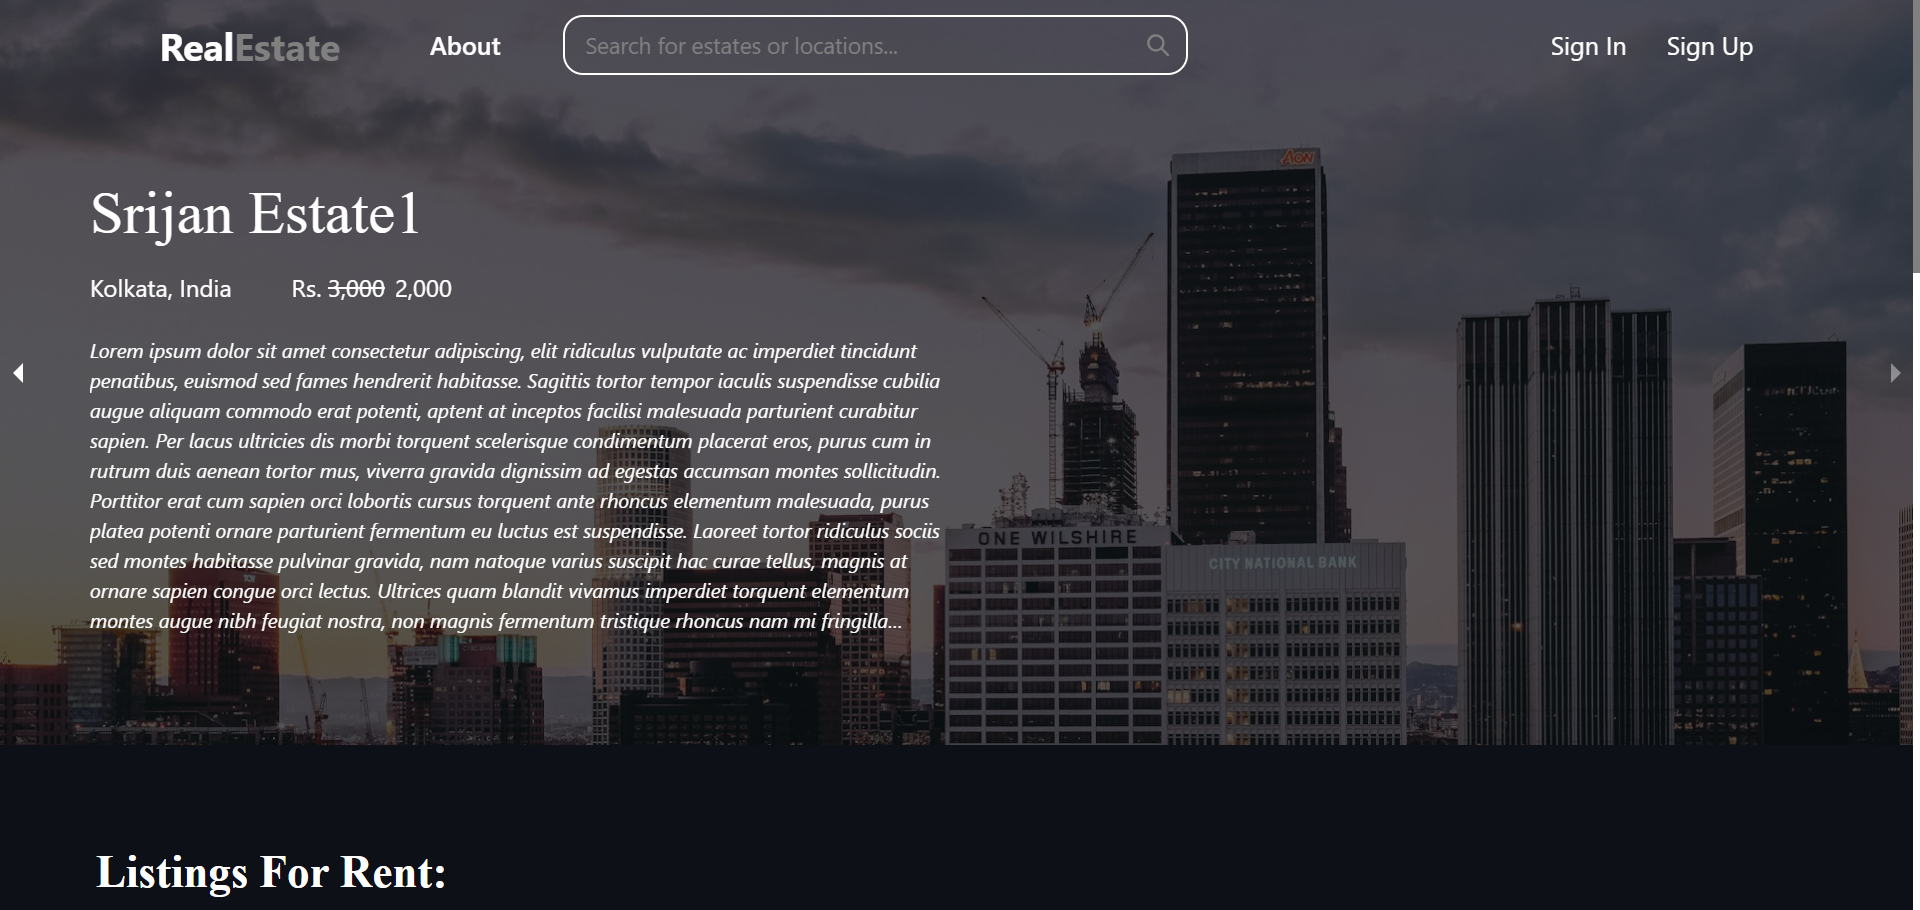 RealEstate
About
Search for estates or locations...
Sign In
Sign Up
AON
Srijan Estate1
Kolkata, India
Rs. 3,000 2,000
Lorem ipsum dolor sit amet consectetur adipiscing, elit ridiculus vulputate ac imperdiet tincidunt
penatibus, euismod sed fames hendrerit habitasse. Sagittis tortor tempor iaculis suspendisse cubilia
augue aliquam commodo erat potenti, aptent at inceptos facilisi malesuada parturient curabitur
sapien. Per lacus ultricies dis morbi torquent scelerisque condimentum placerat eros, purus cum in
rutrum duis aenean tortor mus, viverra gravida dignissim ad egestas accumsan montes sollicitudin.
Porttitor erat cum sapien orci lobortis cursus torquent ante rhoncus elementum malesuada, purus
platea potenti ornare parturient fermentum eu luctus est suspendisse. Laoreet tortor ridiculus sociis
sed montes habitasse pulvinar gravida, nam natoque varius suscipit hac curae tellus, magnis at
ornare sapien congue orci lectus. Ultrices quam blandit vivamus imperdiet torquent elementum
montes augue nibh feugiat nostra, non magnis fermentum tristique rhoncus nam mi fringilla...
ONE WILSHIRE
CITY NATIONAL BANK
Listings For Rent: